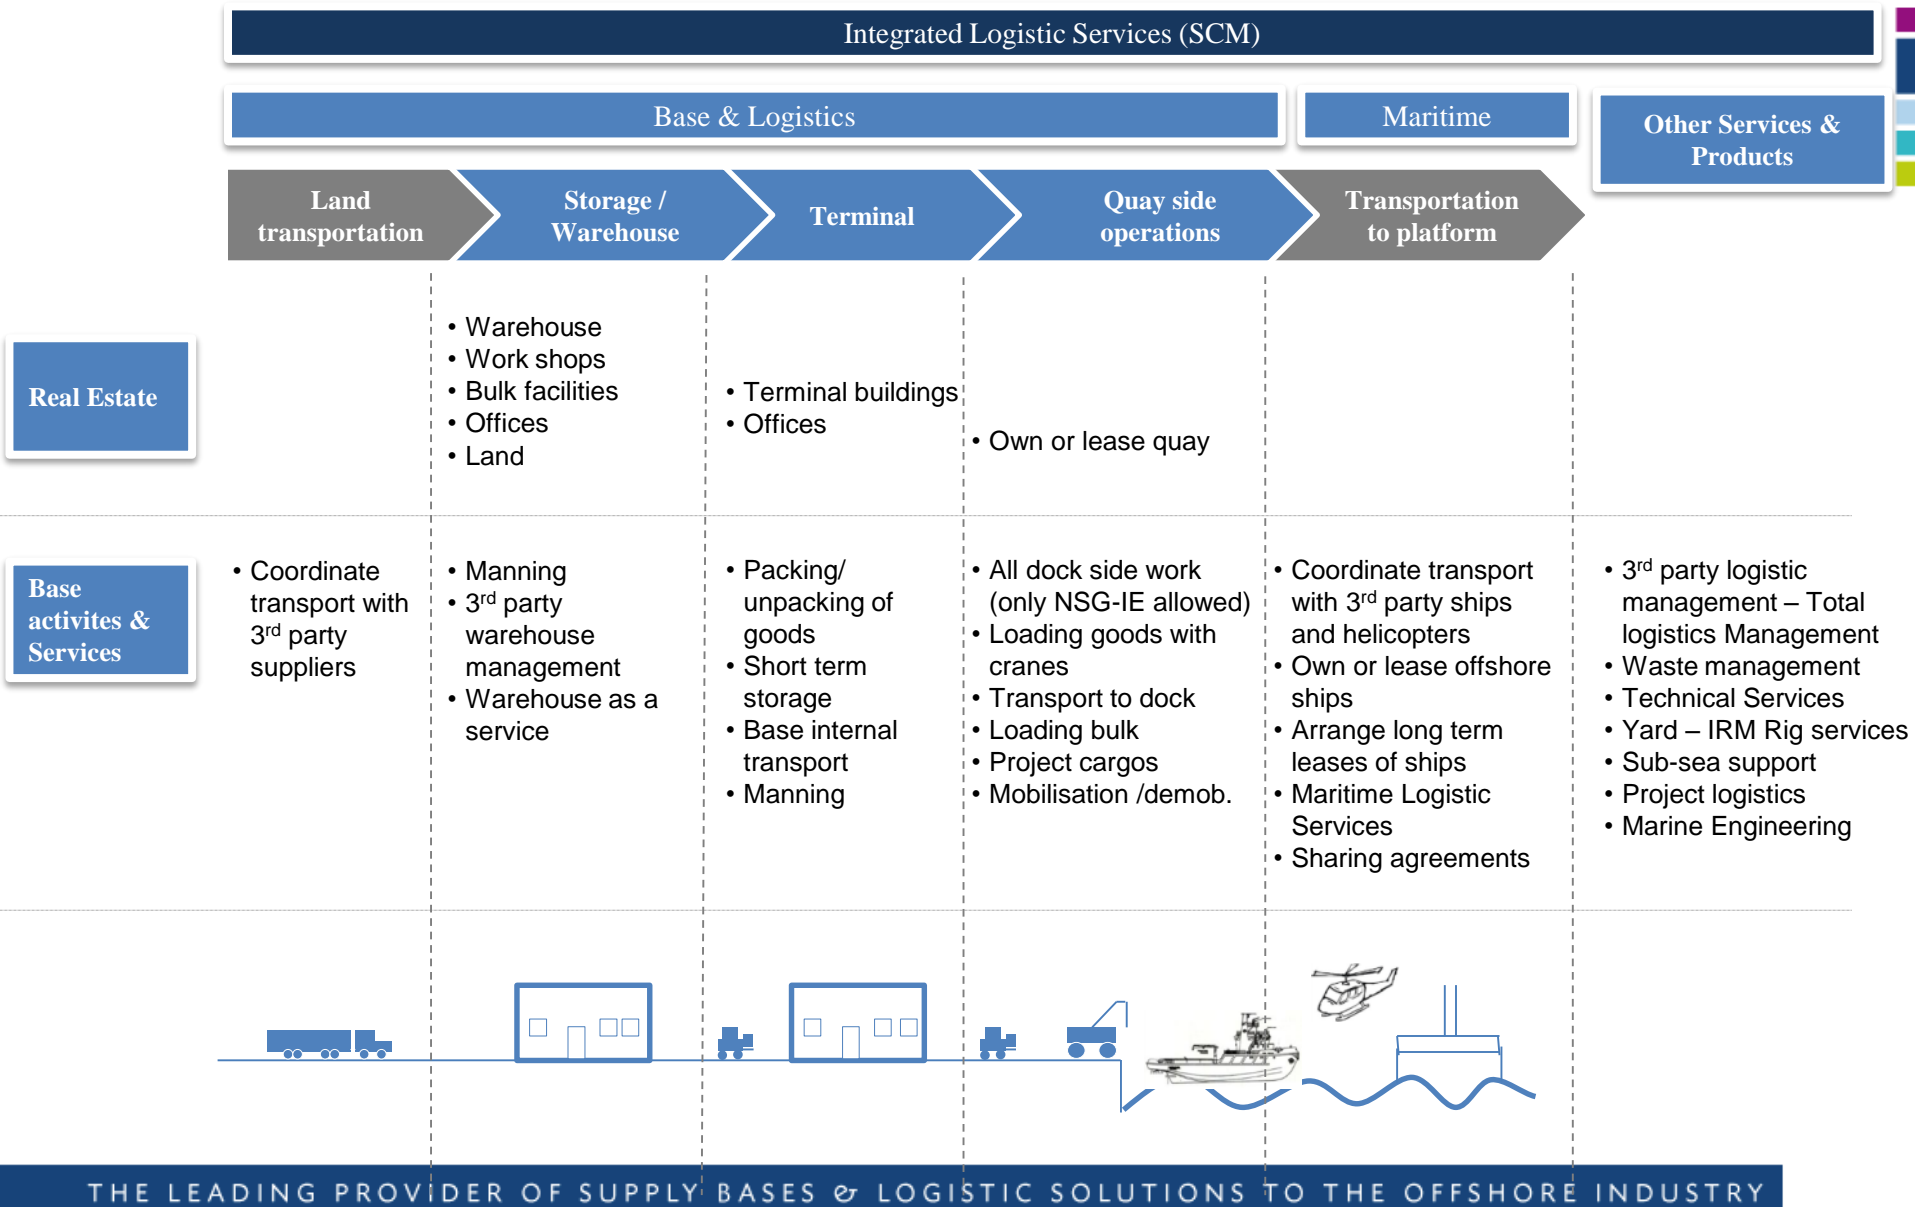 Integrated Logistic Services (SCM)
Base & Logistics
Maritime
Other Services &
Products
Land
transportation
Storage /
Warehouse
Terminal
Quay side
operations
Transportation
to platform
Real Estate
• Warehouse
• Work shops
• Bulk facilities
• Offices
• Land
• Terminal buildings
• Offices
• Own or lease quay
Base
activites &
Services
• Coordinate
transport with
3rd party
suppliers
• Manning
• 3rd party
warehouse
management
• Warehouse as a
service
• Packing/
unpacking of
goods
• Short term
storage
• Base internal
transport
• Manning
• All dock side work
(only NSG-IE allowed)
• Loading goods with
cranes
• Transport to dock
• Loading bulk
• Project cargos
• Mobilisation /demob.
• Coordinate transport
with 3rd party ships
and helicopters
• Own or lease offshore
ships
• Arrange long term
leases of ships
• Maritime Logistic
Services
• Sharing agreements
• 3rd party logistic
management – Total
logistics Management
• Waste management
• Technical Services
• Yard – IRM Rig services
• Sub-sea support
• Project logistics
• Marine Engineering
THE LEADING PROVIDER OF SUPPLY BASES & LOGISTIC SOLUTIONS TO THE OFFSHORE INDUSTRY